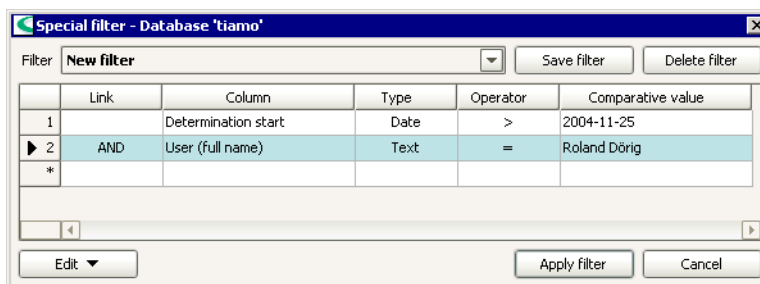 Special filter - Database 'tiamo'
Filter New filter Save filter Delete filter
Link Column Type Operator Comparative value
1 Determination start Date > 2004-11-25
2 AND User (full name) Text = Roland Dörig
*
Edit Apply filter Cancel